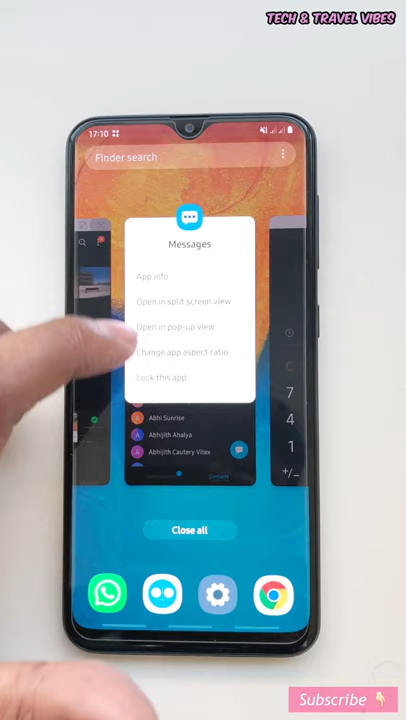 TECH & TRAVEL VIBES
17:10
Finder search
Messages
App info
Open in split screen view
Open in pop-up view
Change app aspect ratio
Lock this app
Abhi Sunrise
Abhijith Ahalya
Abhijith Cautery Vitex
Contacts
C
7
4
1
+/-
Close all
Subscribe